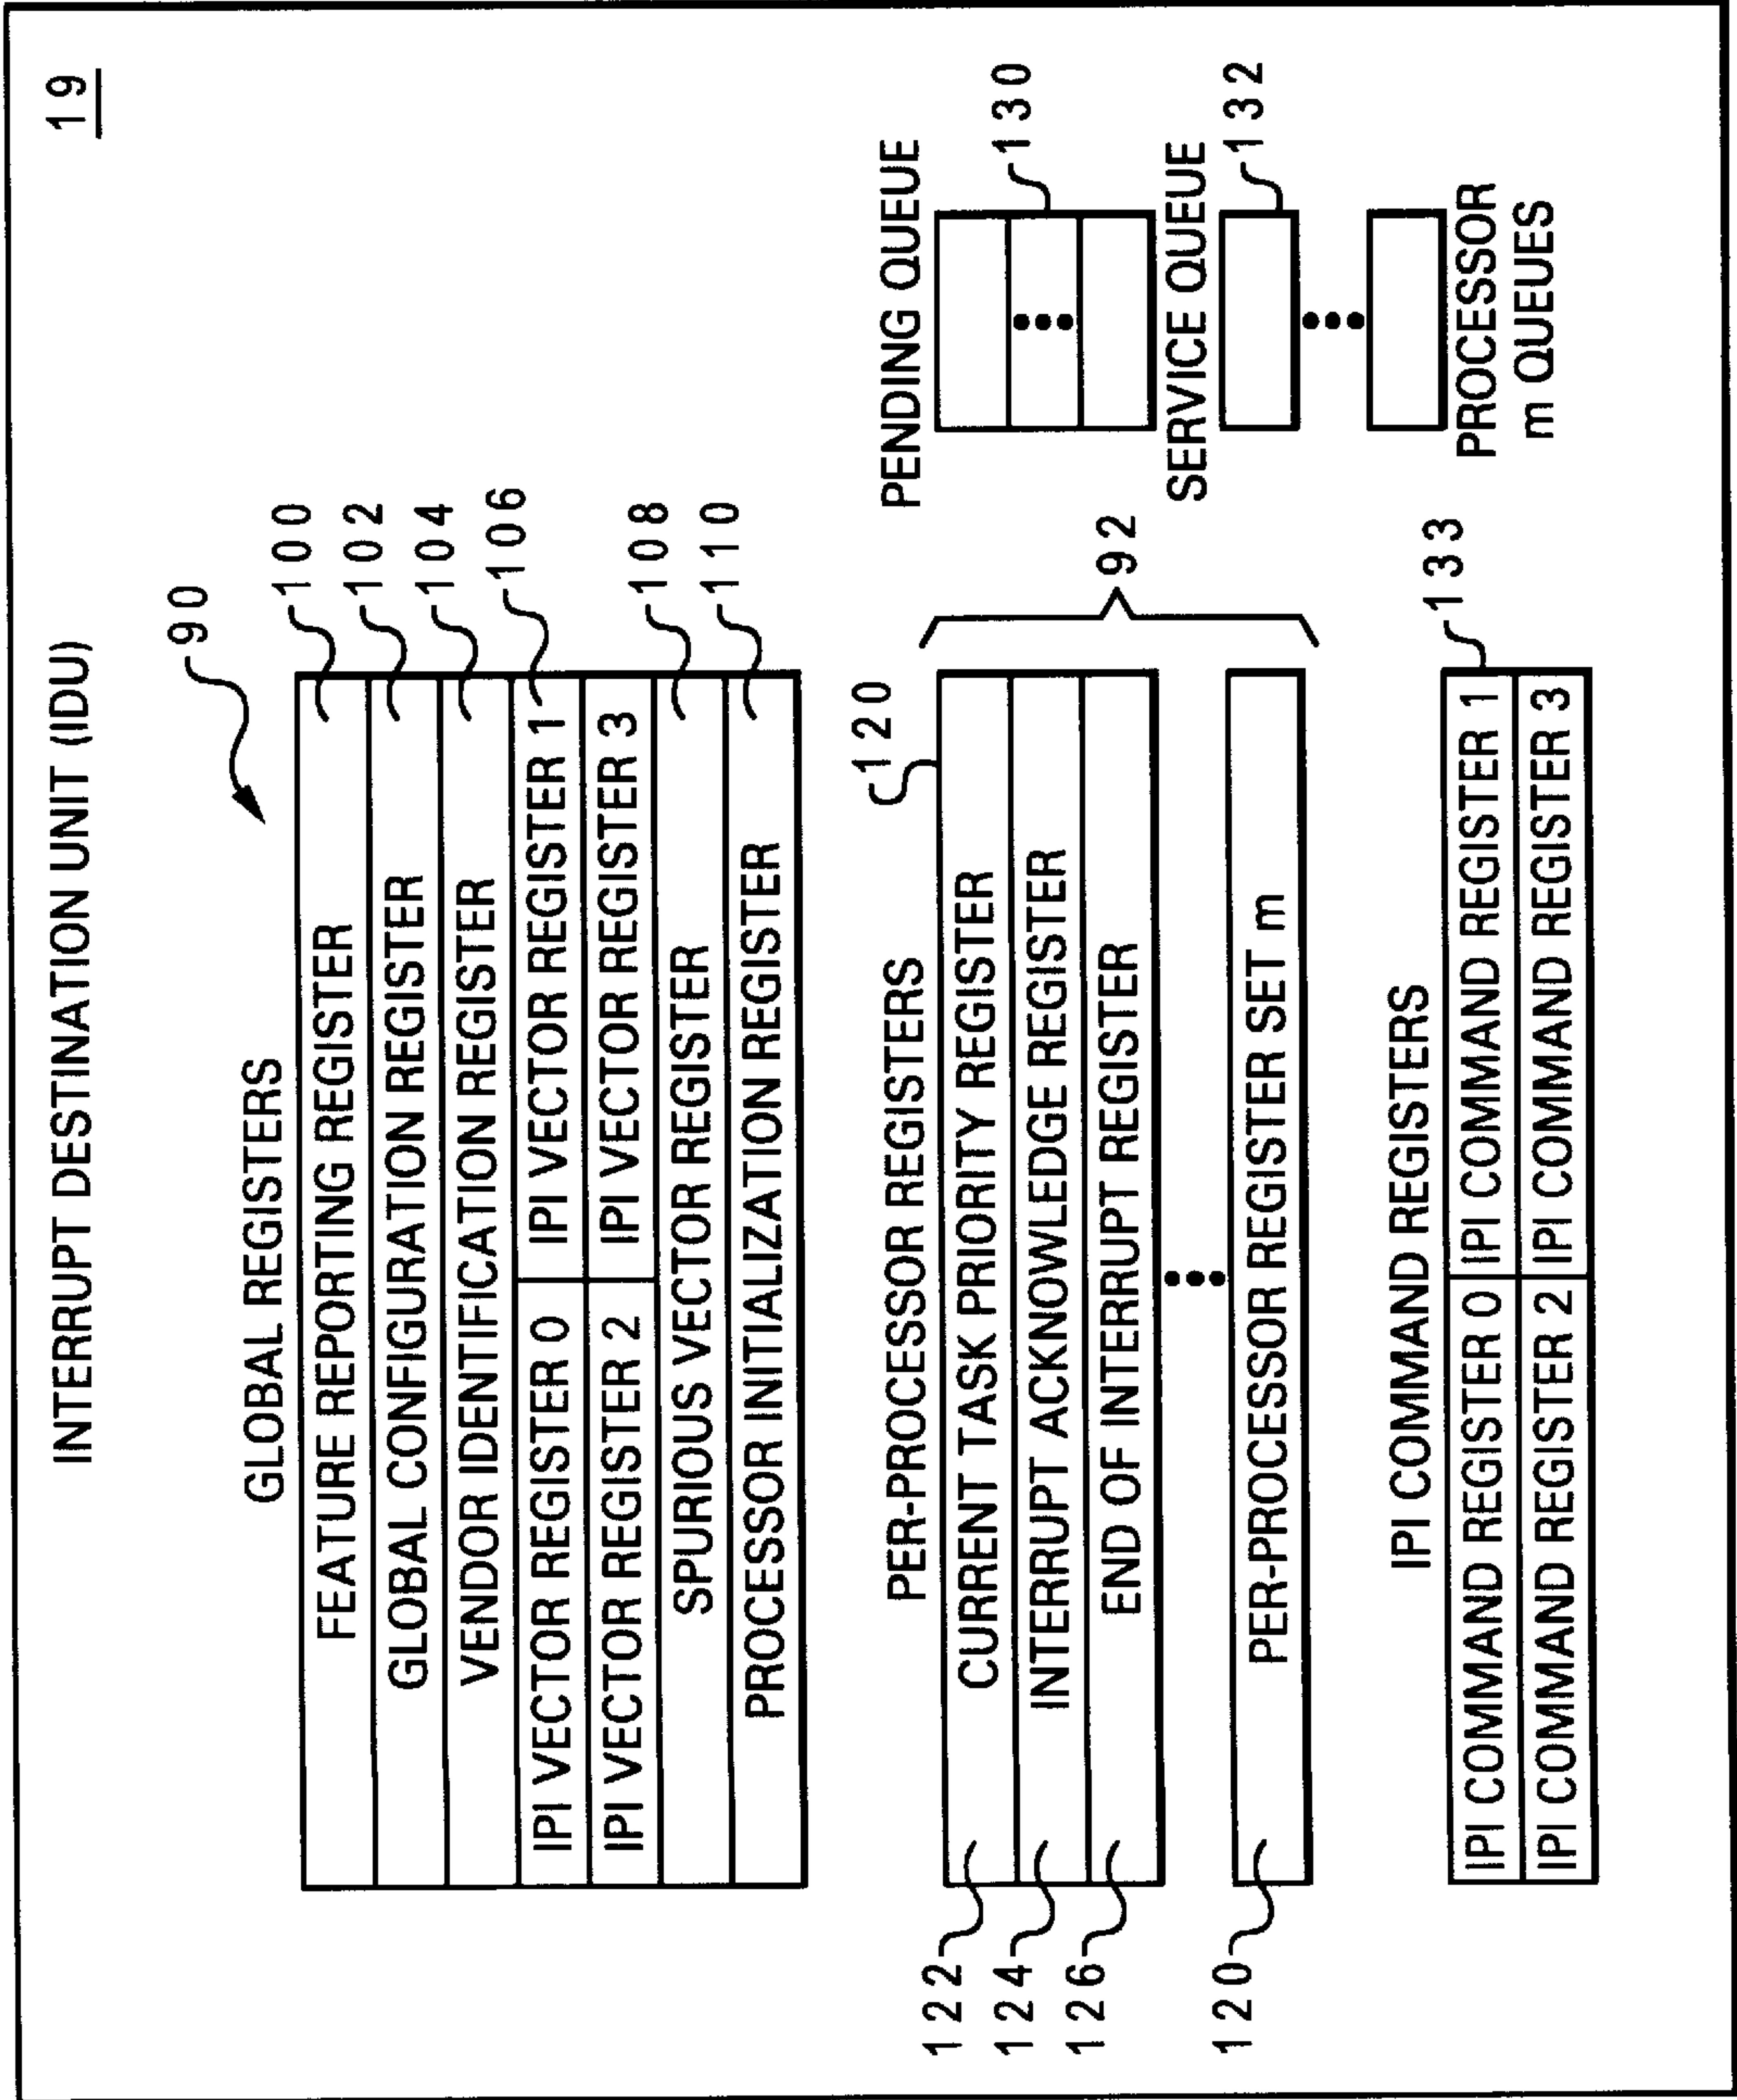 INTERRUPT DESTINATION UNIT (IDU)
19
GLOBAL REGISTERS
90
FEATURE REPORTING REGISTER
100
GLOBAL CONFIGURATION REGISTER
102
VENDOR IDENTIFICATION REGISTER
104
IPI VECTOR REGISTER 0
IPI VECTOR REGISTER 1
106
IPI VECTOR REGISTER 2
IPI VECTOR REGISTER 3
SPURIOUS VECTOR REGISTER
108
PROCESSOR INITIALIZATION REGISTER
110
PER-PROCESSOR REGISTERS
120
122
CURRENT TASK PRIORITY REGISTER
124
INTERRUPT ACKNOWLEDGE REGISTER
126
END OF INTERRUPT REGISTER
92
120
PER-PROCESSOR REGISTER SET m
PENDING QUEUE
130
SERVICE QUEUE
132
PROCESSOR
m QUEUES
IPI COMMAND REGISTERS
133
IPI COMMAND REGISTER 0
IPI COMMAND REGISTER 1
IPI COMMAND REGISTER 2
IPI COMMAND REGISTER 3